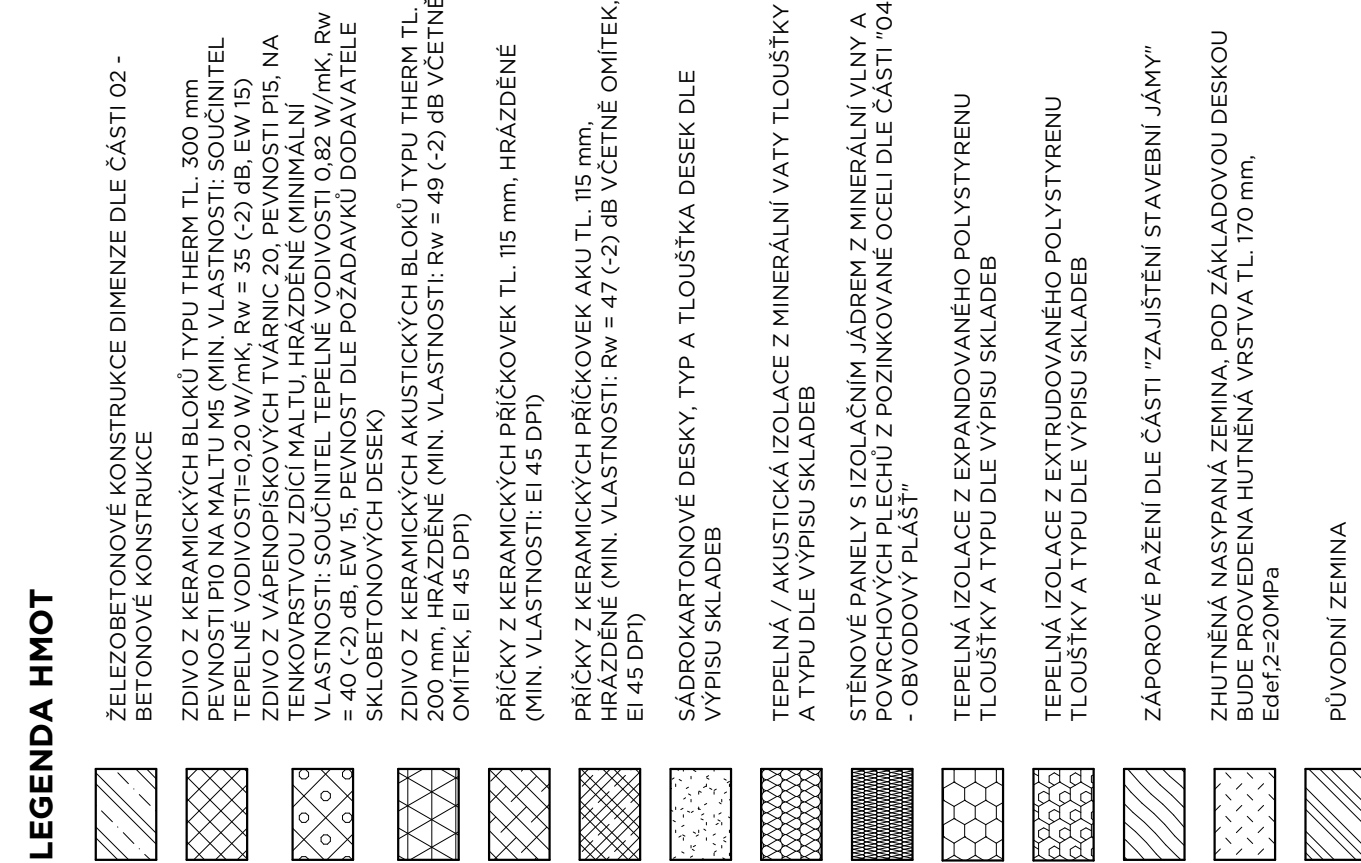 LEGENDA HMOT
ŽELEZOBETONOVÉ KONSTRUKCE DIMENZE DLE ČÁSTI 02 -
BETONOVÉ KONSTRUKCE
ZDIVO Z KERAMICKÝCH BLOKŮ TYPU THERM TL. 300 mm
PEVNOSTI P10 NA MALTU M5 (MIN. VLASTNOSTI: SOUČINITEL
TEPELNÉ VODIVOSTI=0,20 W/mK, Rw = 35 (-2) dB, EW 15)
ZDIVO Z VÁPENOPÍSKOVÝCH TVÁRNIC 20, PEVNOSTI P15, NA
TENKOVRSTVOU ZDÍCÍ MALTU, HRÁZDĚNÉ (MINIMÁLNÍ
VLASTNOSTI: SOUČINITEL TEPELNÉ VODIVOSTI 0,82 W/mK, Rw
= 40 (-2) dB, EW 15, PEVNOST DLE POŽADAVKŮ DODAVATELE
SKLOBETONOVÝCH DESEK)
ZDIVO Z KERAMICKÝCH AKUSTICKÝCH BLOKŮ TYPU THERM TL.
200 mm, HRÁZDĚNÉ (MIN. VLASTNOSTI: Rw = 49 (-2) dB VČETNĚ
OMÍTEK, EI 45 DP1)
PŘÍČKY Z KERAMICKÝCH PŘÍČKOVEK TL. 115 mm, HRÁZDĚNÉ
(MIN. VLASTNOSTI: EI 45 DP1)
PŘÍČKY Z KERAMICKÝCH PŘÍČKOVEK AKU TL. 115 mm,
HRÁZDĚNÉ (MIN. VLASTNOSTI: Rw = 47 (-2) dB VČETNĚ OMÍTEK,
EI 45 DP1)
SÁDROKARTONOVÉ DESKY, TYP A TLOUŠŤKA DESEK DLE
VÝPISU SKLADEB
TEPELNÁ / AKUSTICKÁ IZOLACE Z MINERÁLNÍ VATY TLOUŠŤKY
A TYPU DLE VÝPISU SKLADEB
STĚNOVÉ PANELY S IZOLAČNÍM JÁDREM Z MINERÁLNÍ VLNY A
POVRCHOVÝCH PLECHŮ Z POZINKOVANÉ OCELI DLE ČÁSTI "04
- OBVODOVÝ PLÁŠŤ"
TEPELNÁ IZOLACE Z EXPANDOVANÉHO POLYSTYRENU
TLOUŠŤKY A TYPU DLE VÝPISU SKLADEB
TEPELNÁ IZOLACE Z EXTRUDOVANÉHO POLYSTYRENU
TLOUŠŤKY A TYPU DLE VÝPISU SKLADEB
ZÁPOROVÉ PAŽENÍ DLE ČÁSTI "ZAJIŠTĚNÍ STAVEBNÍ JÁMY"
ZHUTNĚNÁ NASYPANÁ ZEMINA, POD ZÁKLADOVOU DESKOU
BUDE PROVEDENA HUTNĚNÁ VRSTVA TL. 170 mm,
Edef,2=20MPa
PŮVODNÍ ZEMINA